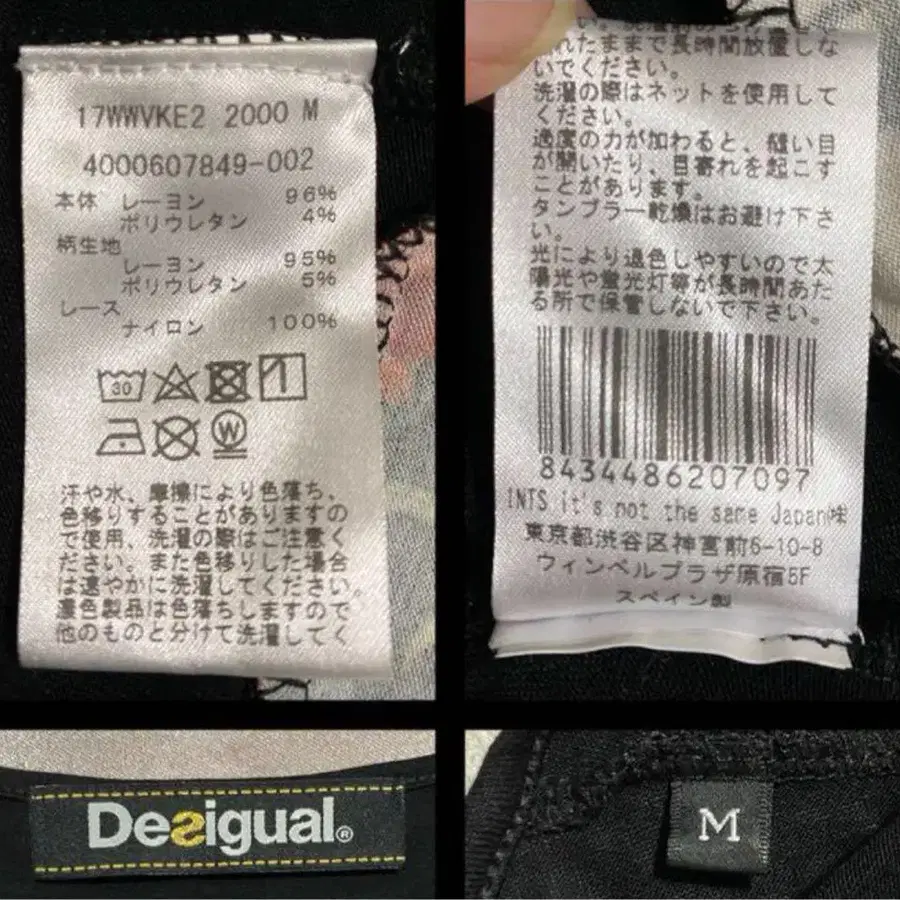 17WWVKE2 2000 M
4000607849-002
本体 レーヨン 96%
ポリウレタン 4%
柄生地
レーヨン 95%
ポリウレタン 5%
レース
ナイロン 100%
30
W
汗や水、摩擦により色落ち、
色移りすることがありますの
で使用、洗濯の際はご注意く
ださい。また色移りした場合
は速やかに洗濯してください。
濃色製品は色落ちしますので
他のものと分けて洗濯してく
れたままで長時間放置しな
いでください。
洗濯の際はネットを使用して
ください。
過度の力が加わると、縫い目
が開いたり、目寄れを起こす
ことがあります。
タンブラー乾燥はお避け下さ
い。
光により退色しやすいので太
陽光や蛍光灯等が長時間あた
る所で保管しないで下さい。
8434486207097
INTS it's not the same Japan㈱
東京都渋谷区神宮前6-10-8
ウィンベルプラザ原宿5F
スペイン製
Desigual®
M